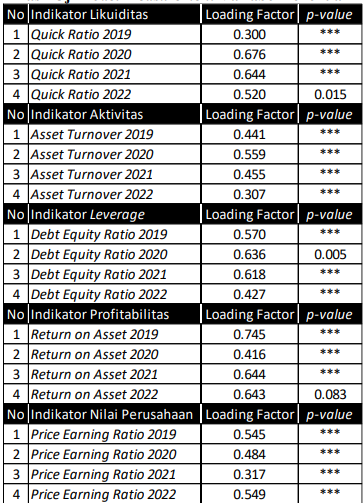 No Indikator Likuiditas Loading Factor p-value
1 Quick Ratio 2019 0.300 ***
2 Quick Ratio 2020 0.676 ***
3 Quick Ratio 2021 0.644 ***
4 Quick Ratio 2022 0.520 0.015
No Indikator Aktivitas Loading Factor p-value
1 Asset Turnover 2019 0.441 ***
2 Asset Turnover 2020 0.559 ***
3 Asset Turnover 2021 0.455 ***
4 Asset Turnover 2022 0.307 ***
No Indikator Leverage Loading Factor p-value
1 Debt Equity Ratio 2019 0.570 ***
2 Debt Equity Ratio 2020 0.636 0.005
3 Debt Equity Ratio 2021 0.618 ***
4 Debt Equity Ratio 2022 0.427 ***
No Indikator Profitabilitas Loading Factor p-value
1 Return on Asset 2019 0.745 ***
2 Return on Asset 2020 0.416 ***
3 Return on Asset 2021 0.644 ***
4 Return on Asset 2022 0.643 0.083
No Indikator Nilai Perusahaan Loading Factor p-value
1 Price Earning Ratio 2019 0.545 ***
2 Price Earning Ratio 2020 0.484 ***
3 Price Earning Ratio 2021 0.317 ***
4 Price Earning Ratio 2022 0.549 ***